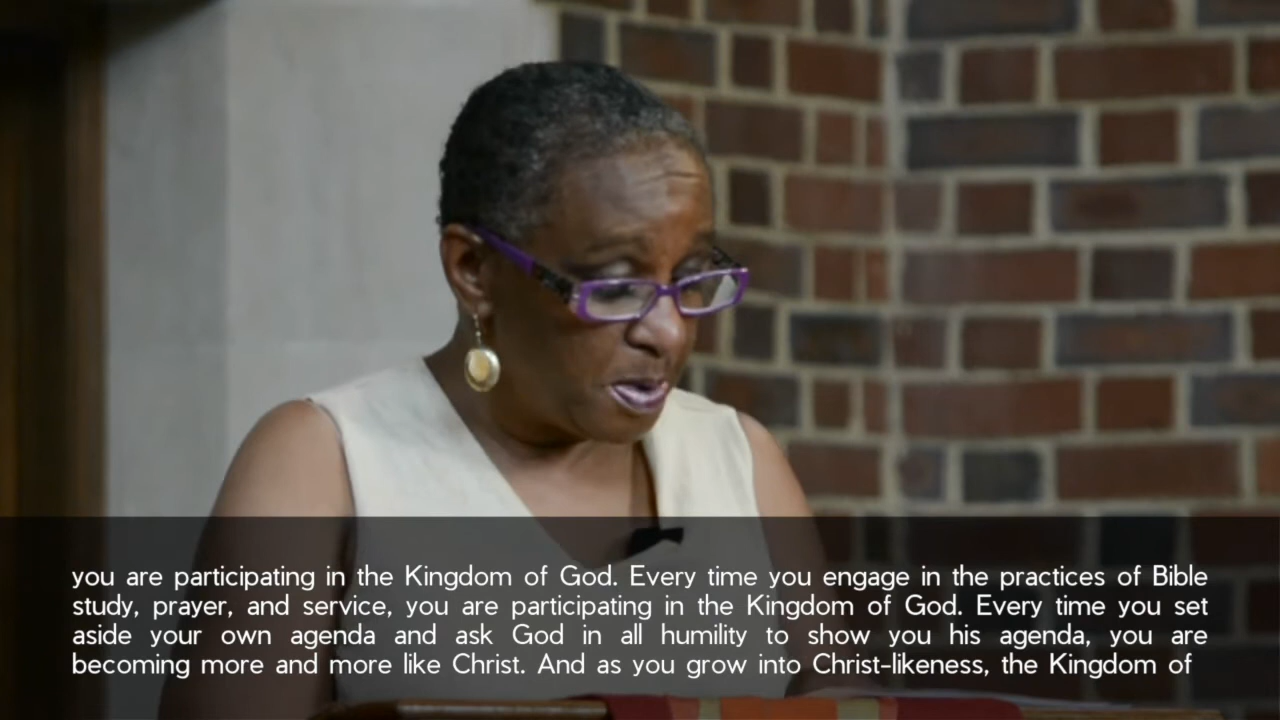 you are participating in the Kingdom of God. Every time you engage in the practices of Bible
study, prayer, and service, you are participating in the Kingdom of God. Every time you set
aside your own agenda and ask God in all humility to show you his agenda, you are
becoming more and more like Christ. And as you grow into Christ-likeness, the Kingdom of